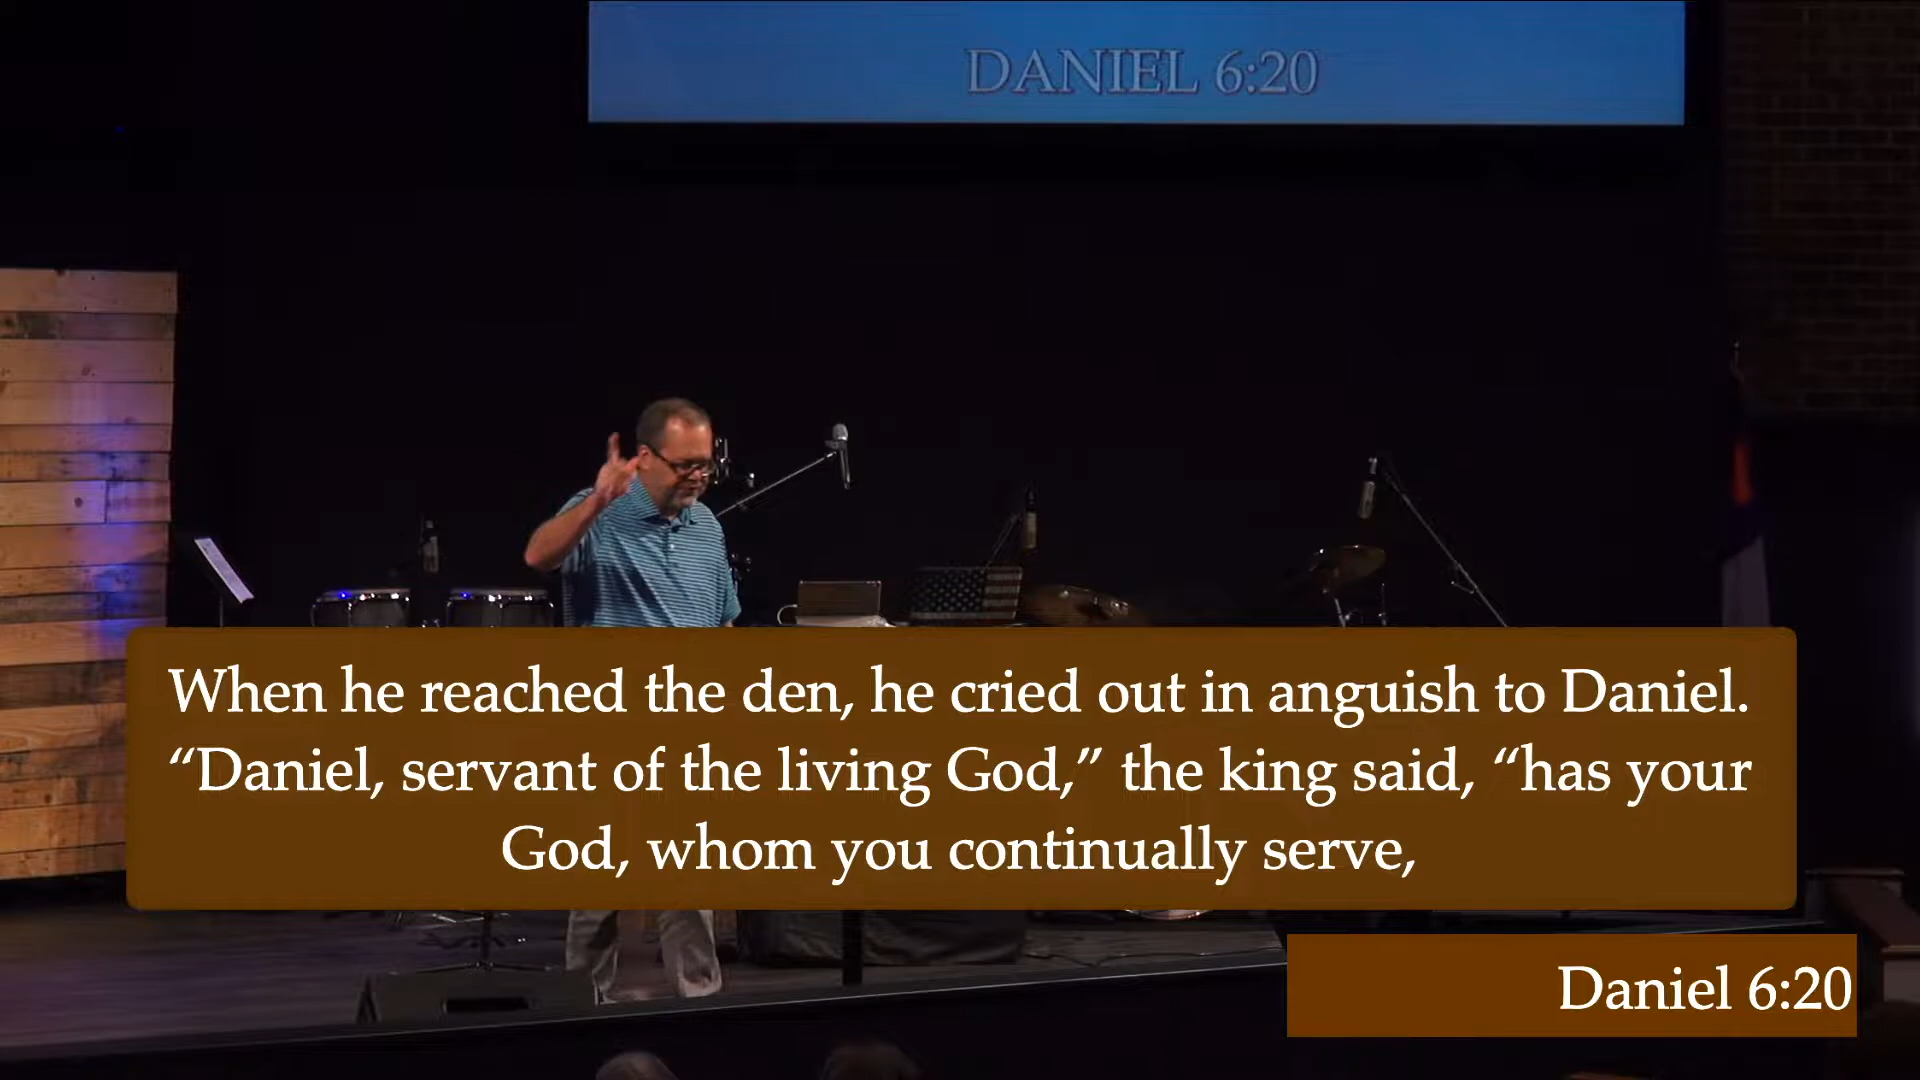 DANIEL 6:20
When he reached the den, he cried out in anguish to Daniel.
“Daniel, servant of the living God,” the king said, “has your
God, whom you continually serve,
Daniel 6:20